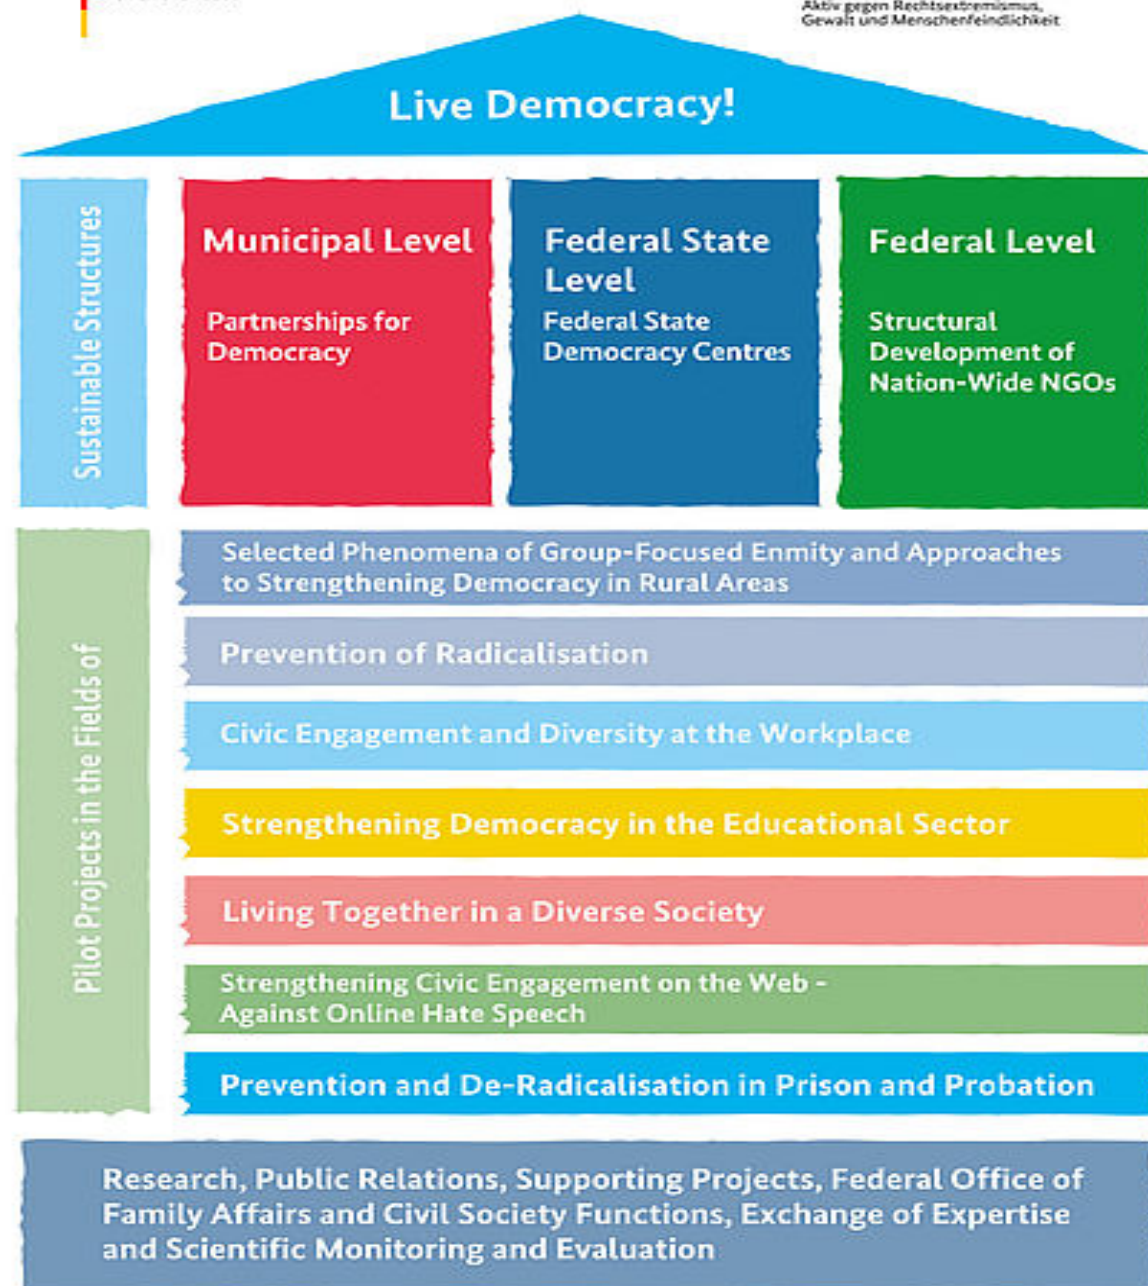 Aktiv gegen Rechtsextremismus,
Gewalt und Menschenfeindlichkeit
Live Democracy!
Sustainable Structures
Municipal Level
Partnerships for
Democracy
Federal State
Level
Federal State
Democracy Centres
Federal Level
Structural
Development of
Nation-Wide NGOs
Pilot Projects in the Fields of
Selected Phenomena of Group-Focused Enmity and Approaches
to Strengthening Democracy in Rural Areas
Prevention of Radicalisation
Civic Engagement and Diversity at the Workplace
Strengthening Democracy in the Educational Sector
Living Together in a Diverse Society
Strengthening Civic Engagement on the Web -
Against Online Hate Speech
Prevention and De-Radicalisation in Prison and Probation
Research, Public Relations, Supporting Projects, Federal Office of
Family Affairs and Civil Society Functions, Exchange of Expertise
and Scientific Monitoring and Evaluation